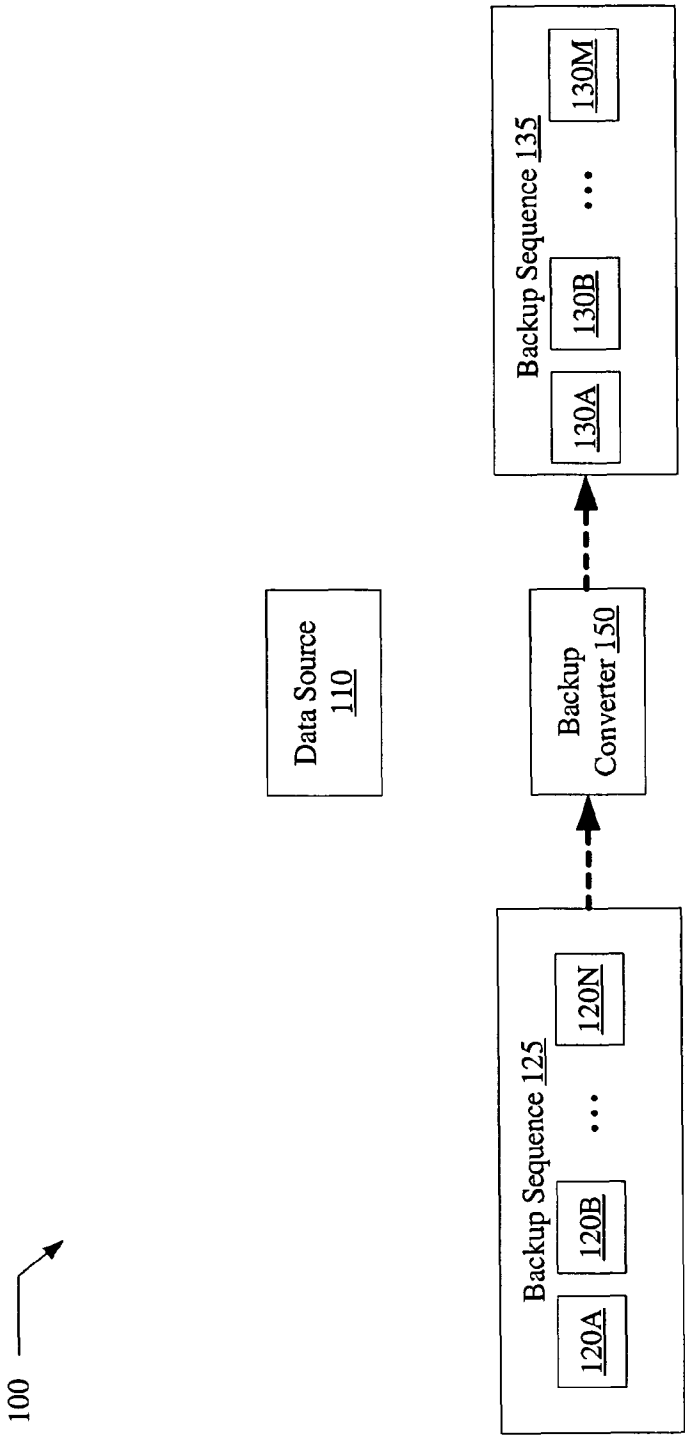 100
Data Source
110
Backup Sequence 125
120A
120B
...
120N
Backup
Converter 150
Backup Sequence 135
130A
130B
...
130M